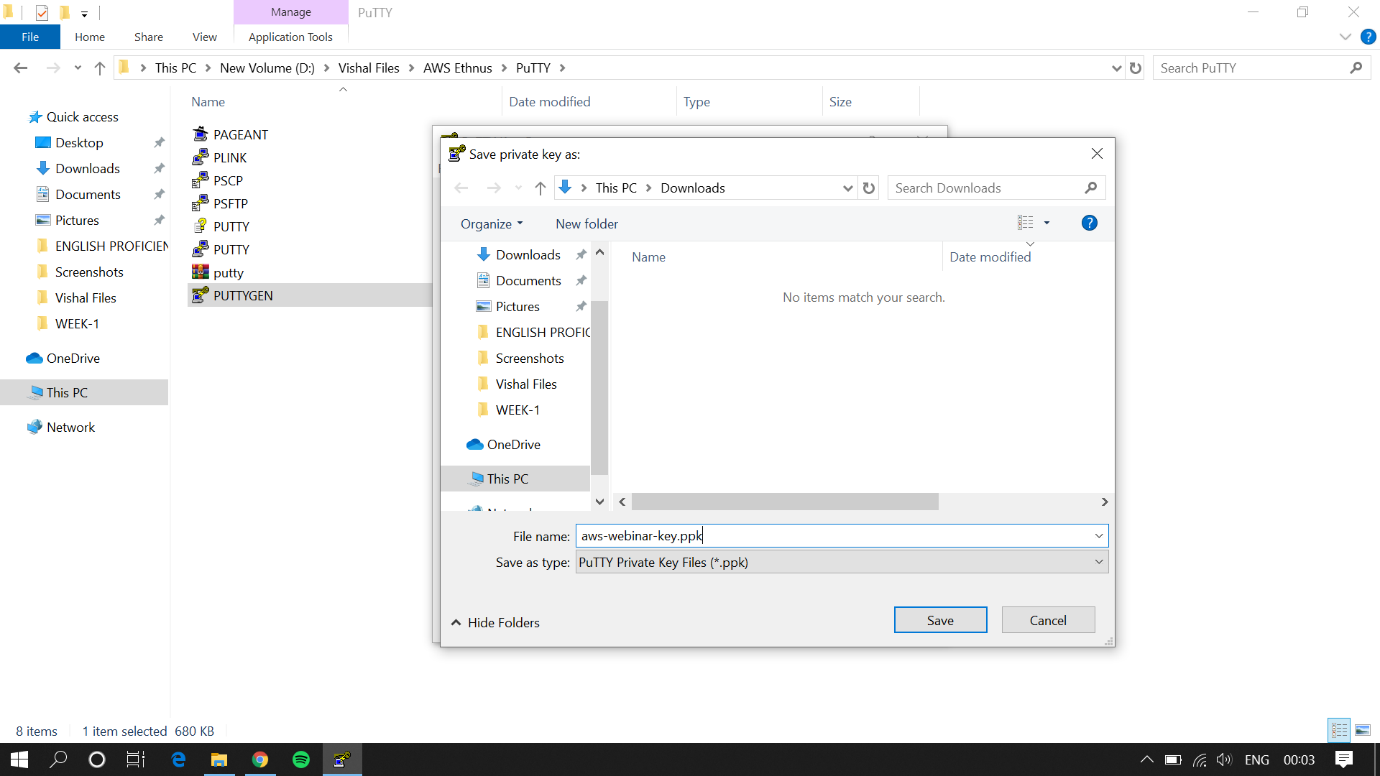 Manage
PuTTY
File
Home
Share
View
Application Tools
This PC
New Volume (D:)
Vishal Files
AWS Ethnus
PuTTY
Search PuTTY
Name
Date modified
Type
Size
Quick access
Desktop
Downloads
Documents
Pictures
ENGLISH PROFICIEN
Screenshots
Vishal Files
WEEK-1
OneDrive
This PC
Network
PAGEANT
PLINK
PSCP
PSFTP
PUTTY
PUTTY
putty
PUTTYGEN
Save private key as:
This PC
Downloads
Search Downloads
Organize
New folder
Downloads
Documents
Pictures
ENGLISH PROFIC
Screenshots
Vishal Files
WEEK-1
OneDrive
This PC
Name
Date modified
No items match your search.
File name:
aws-webinar-key.ppk
Save as type:
PuTTY Private Key Files (*.ppk)
Hide Folders
Save
Cancel
8 items
1 item selected 680 KB
ENG
00:03